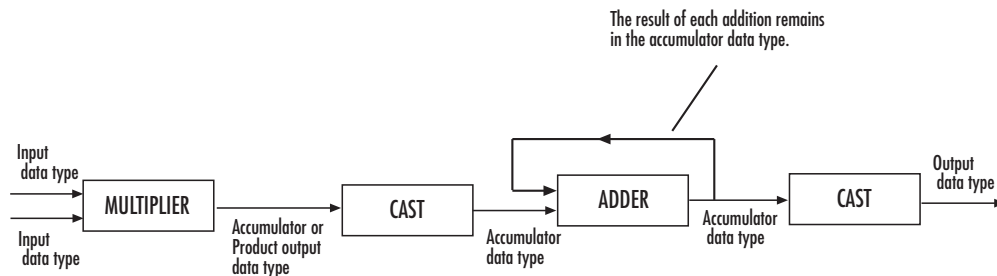 The result of each addition remains
in the accumulator data type.
Input
data type
MULTIPLIER
Input
data type
Accumulator or
Product output
data type
CAST
Accumulator
data type
ADDER
Accumulator
data type
CAST
Output
data type